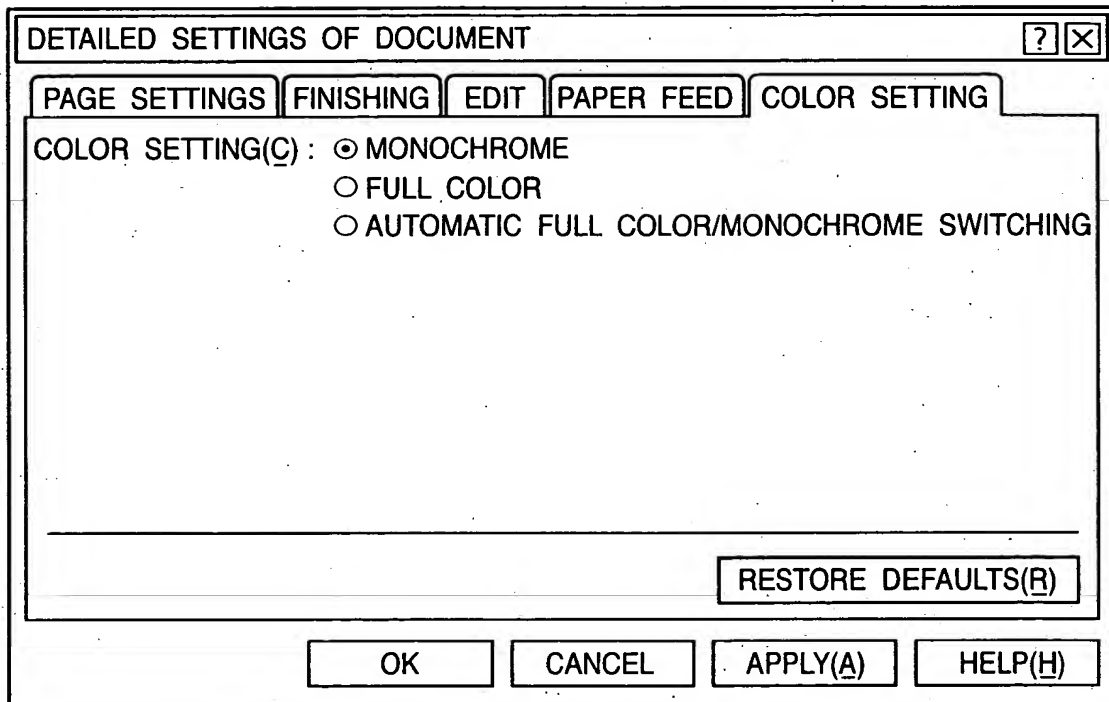 DETAILED SETTINGS OF DOCUMENT ? X
PAGE SETTINGS FINISHING EDIT PAPER FEED COLOR SETTING
COLOR SETTING(C) : MONOCHROME
FULL COLOR
AUTOMATIC FULL COLOR/MONOCHROME SWITCHING
RESTORE DEFAULTS(R)
OK CANCEL APPLY(A) HELP(H)